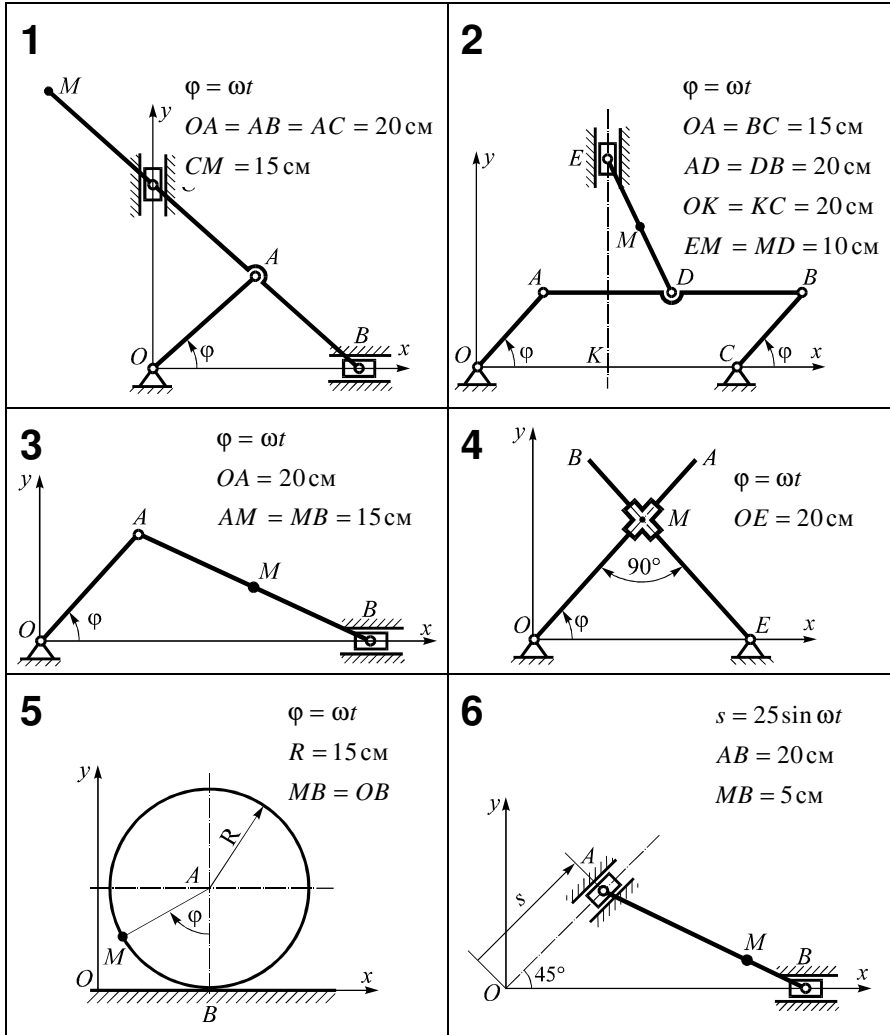 1
M
y
φ = ωt
OA = AB = AC = 20 см
CM = 15 см
A
B
O
φ
x
2
φ = ωt
OA = BC = 15 см
AD = DB = 20 см
OK = KC = 20 см
EM = MD = 10 см
y
E
M
A
D
B
O
φ
K
C
φ
x
3
φ = ωt
OA = 20 см
AM = MB = 15 см
y
A
M
B
O
φ
x
4
y
B
A
φ = ωt
OE = 20 см
M
90°
O
φ
E
x
5
φ = ωt
R = 15 см
MB = OB
y
R
A
φ
M
O
x
B
6
s = 25 sin ωt
AB = 20 см
MB = 5 см
y
A
s
M
B
O
45°
x